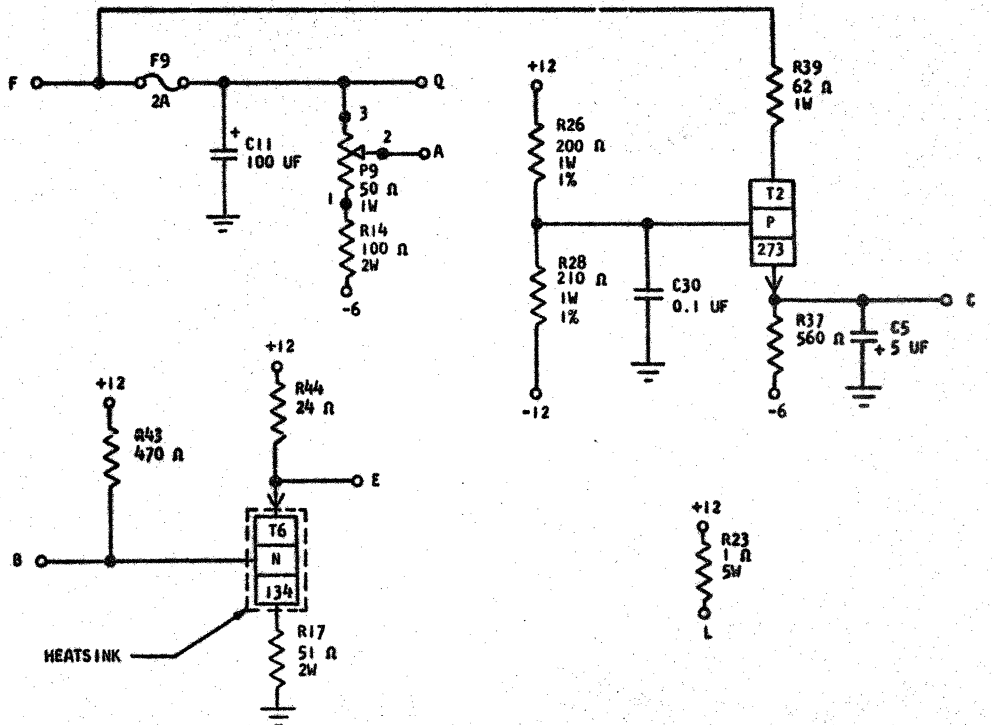 F
F9
2A
Q
C11
100 UF
+
3
2
A
P9
50 Ω
1W
1
R14
100 Ω
2W
-6
+12
R26
200 Ω
1W
1%
R28
210 Ω
1W
1%
-12
C30
0.1 UF
R39
62 Ω
1W
T2
P
273
C
R37
560 Ω
-6
C5
+ 5 UF
+12
R43
470 Ω
B
+12
R44
24 Ω
E
T6
N
134
HEATSINK
R17
51 Ω
2W
+12
R23
1 Ω
5W
L